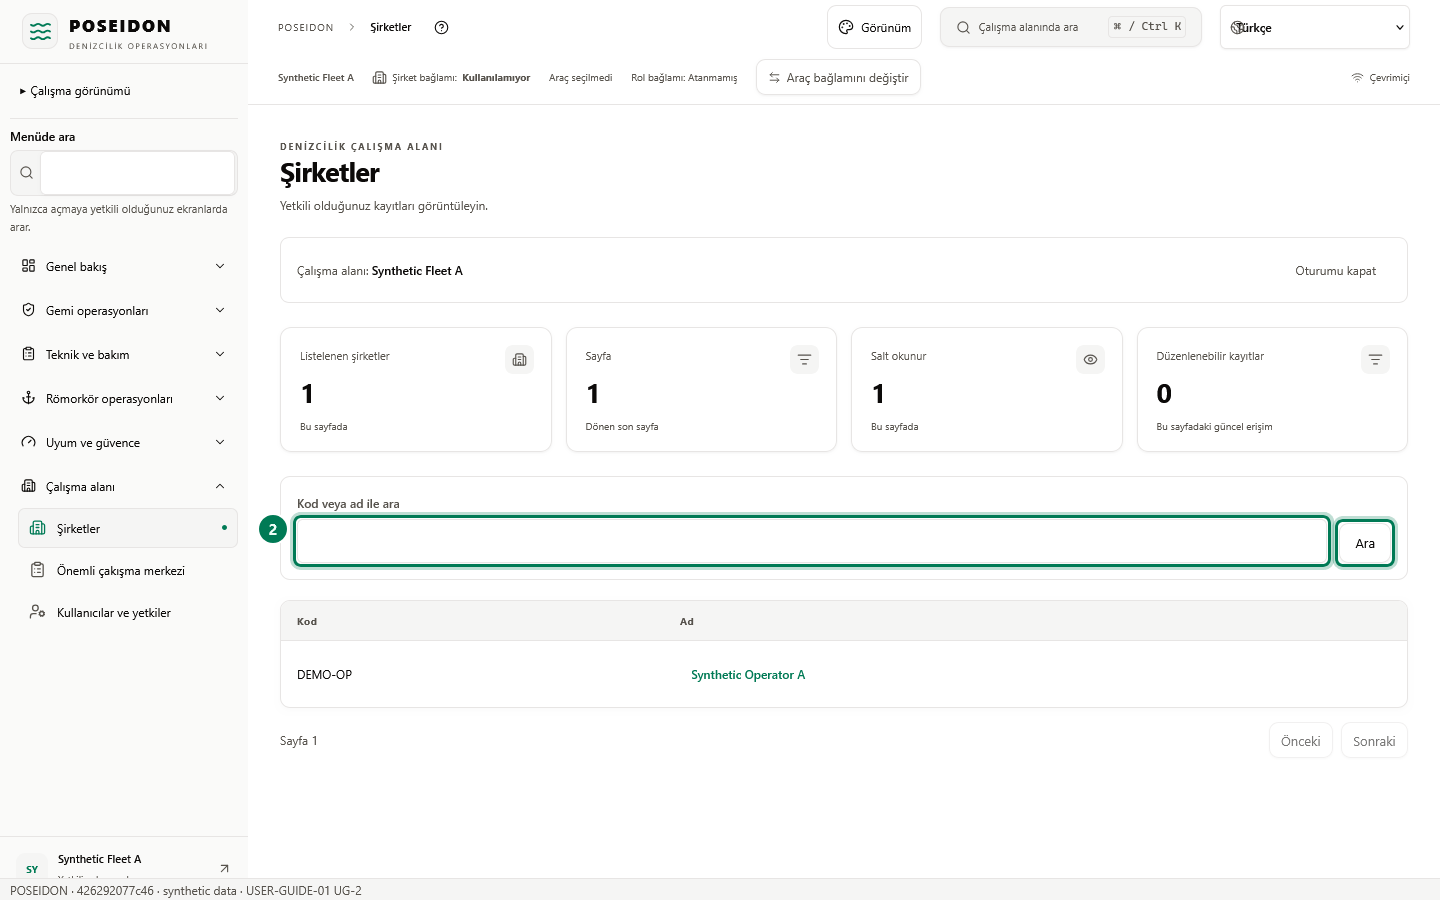 POSEIDON
DENİZCİLİK OPERASYONLARI
Çalışma görünümü
Menüde ara
Yalnızca açmaya yetkili olduğunuz ekranlarda
arar.
Genel bakış
Gemi operasyonları
Teknik ve bakım
Römorkör operasyonları
Uyum ve güvence
Çalışma alanı
Şirketler
Önemli çakışma merkezi
Kullanıcılar ve yetkiler
SY
Synthetic Fleet A
POSEIDON
Şirketler
Görünüm
Çalışma alanında ara
⌘ / Ctrl K
Türkçe
Synthetic Fleet A
Şirket bağlamı: Kullanılamıyor
Araç seçilmedi
Rol bağlamı: Atanmamış
Araç bağlamını değiştir
Çevrimiçi
DENİZCİLİK ÇALIŞMA ALANI
Şirketler
Yetkili olduğunuz kayıtları görüntüleyin.
Çalışma alanı: Synthetic Fleet A
Oturumu kapat
Listelenen şirketler
1
Bu sayfada
Sayfa
1
Dönen son sayfa
Salt okunur
1
Bu sayfada
Düzenlenebilir kayıtlar
0
Bu sayfadaki güncel erişim
Kod veya ad ile ara
2
Ara
Kod Ad
DEMO-OP Synthetic Operator A
Sayfa 1
Önceki
Sonraki
POSEIDON · 426292077c46 · synthetic data · USER-GUIDE-01 UG-2